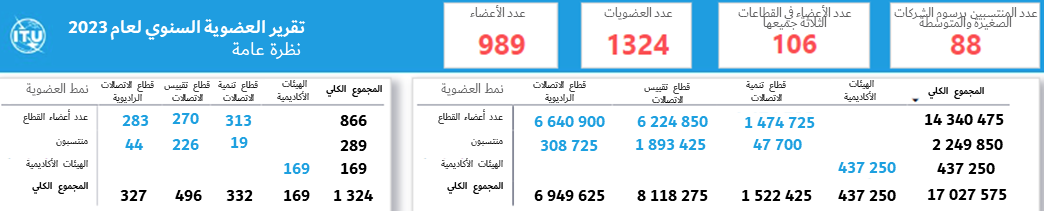 ITU
تقرير العضوية السنوي لعام 2023
نظرة عامة
عدد الأعضاء
989
عدد العضويات
1324
عدد الأعضاء في القطاعات
الثلاثة جميعها
106
عدد المنتسبين برسوم الشركات
الصغيرة والمتوسطة
88
نمط العضوية قطاع الاتصالات الراديوية قطاع تقييس الاتصالات قطاع تنمية الاتصالات الهيئات الأكاديمية المجموع الكلي
عدد أعضاء القطاع 283 270 313 866
منتسبون 44 226 19 289
الهيئات الأكاديمية 169 169
المجموع الكلي 327 496 332 169 1 324
نمط العضوية قطاع الاتصالات الراديوية قطاع تقييس الاتصالات قطاع تنمية الاتصالات الهيئات الأكاديمية المجموع الكلي
عدد أعضاء القطاع 6 640 900 6 224 850 1 474 725 14 340 475
منتسبون 308 725 1 893 425 47 700 2 249 850
الهيئات الأكاديمية 437 250 437 250
المجموع الكلي 6 949 625 8 118 275 1 522 425 437 250 17 027 575